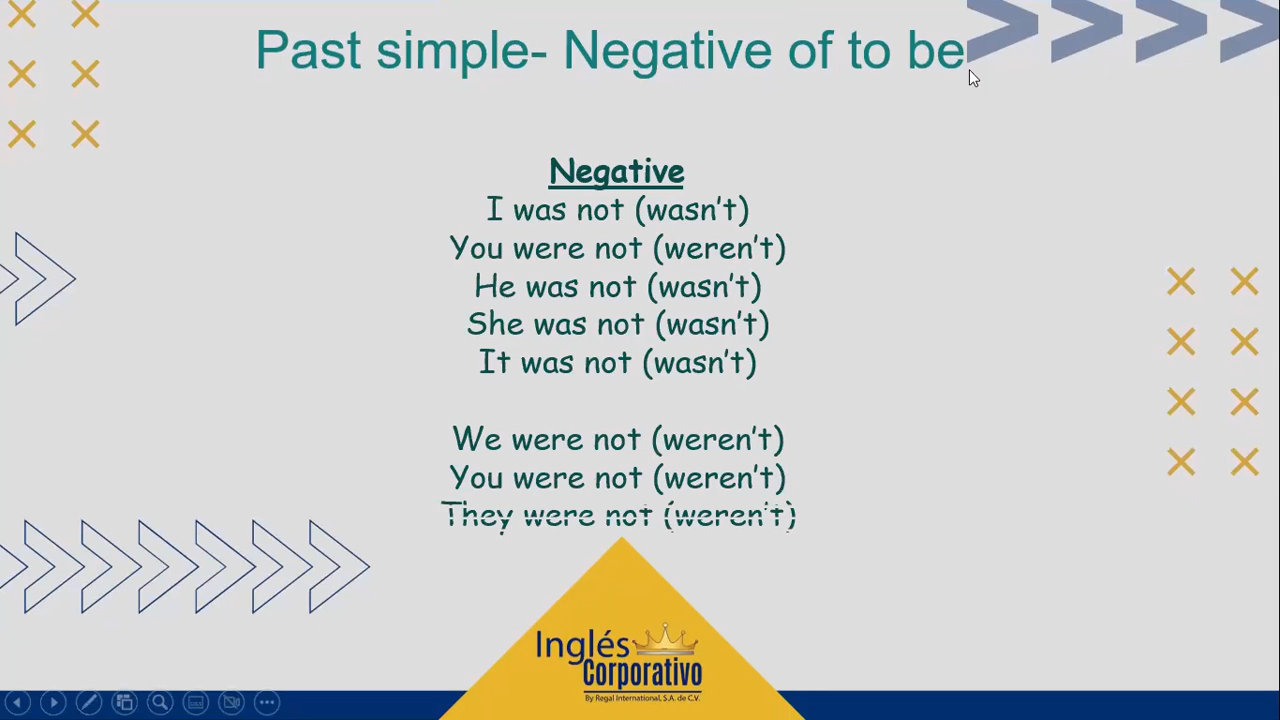 Past simple- Negative of to be
Negative
I was not (wasn't)
You were not (weren't)
He was not (wasn't)
She was not (wasn't)
It was not (wasn't)
We were not (weren't)
You were not (weren't)
They were not (weren't)
Inglés
Corporativo
By Regal International, S.A. de C.V.